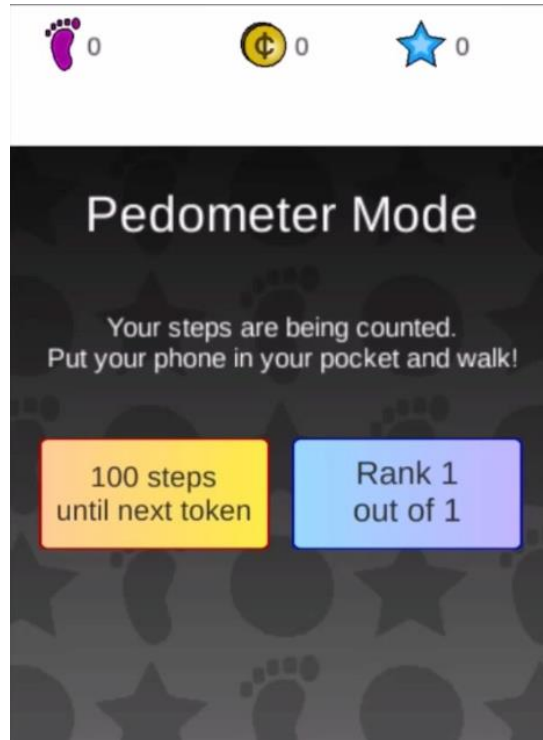 0 ¢ 0 0
Pedometer Mode
Your steps are being counted.
Put your phone in your pocket and walk!
100 steps
until next token
Rank 1
out of 1